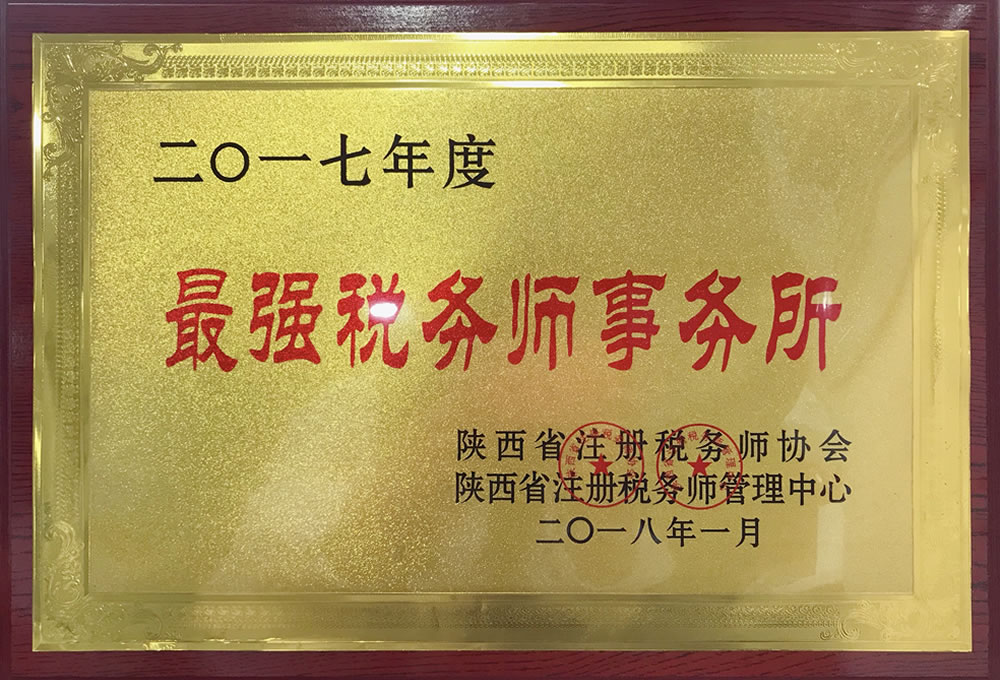 二〇一七年度
最强税务师事务所
陕西省注册税务师协会
陕西省注册税务师管理中心
二〇一八年一月